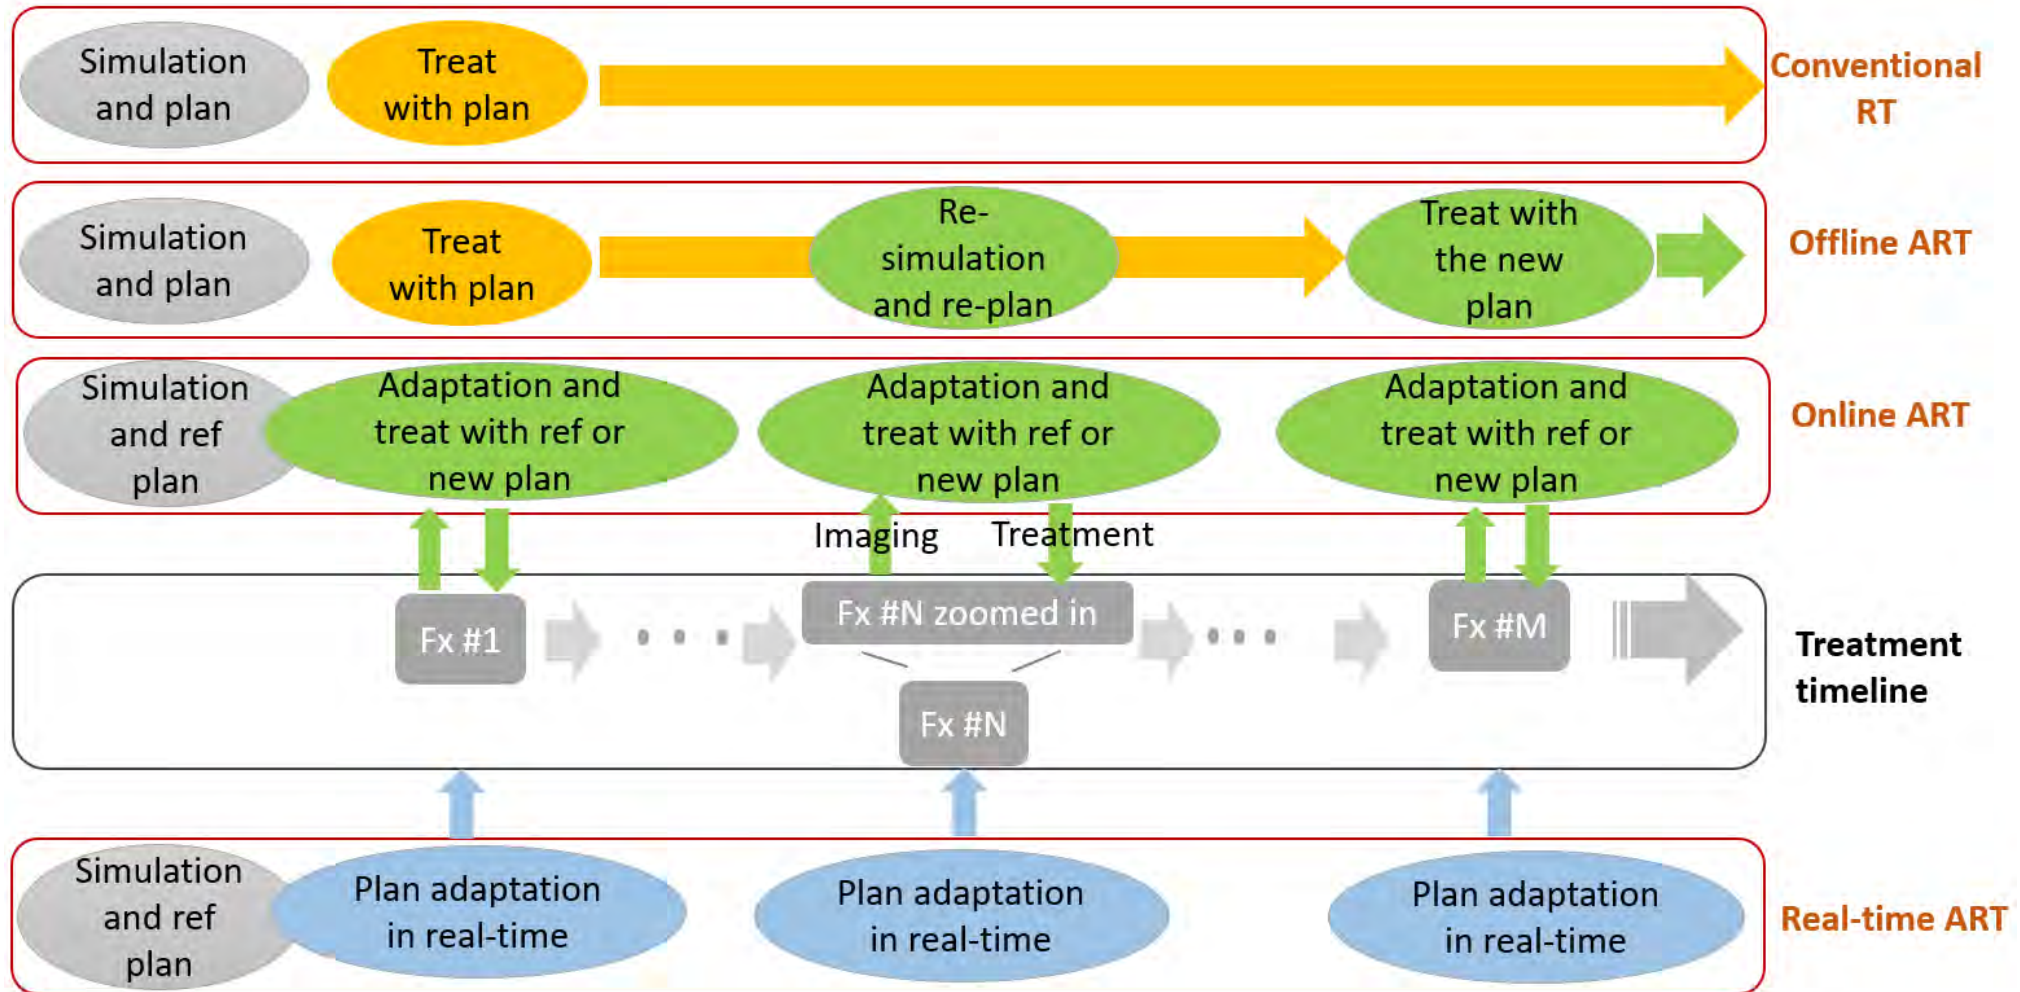 Simulation
and plan
Treat
with plan
Conventional
RT
Simulation
and plan
Treat
with plan
Re-
simulation
and re-plan
Treat with
the new
plan
Offline ART
Simulation
and ref
plan
Adaptation and
treat with ref or
new plan
Adaptation and
treat with ref or
new plan
Adaptation and
treat with ref or
new plan
Online ART
Imaging
Treatment
Fx #1
Fx #N zoomed in
Fx #N
Fx #M
Treatment
timeline
Simulation
and ref
plan
Plan adaptation
in real-time
Plan adaptation
in real-time
Plan adaptation
in real-time
Real-time ART